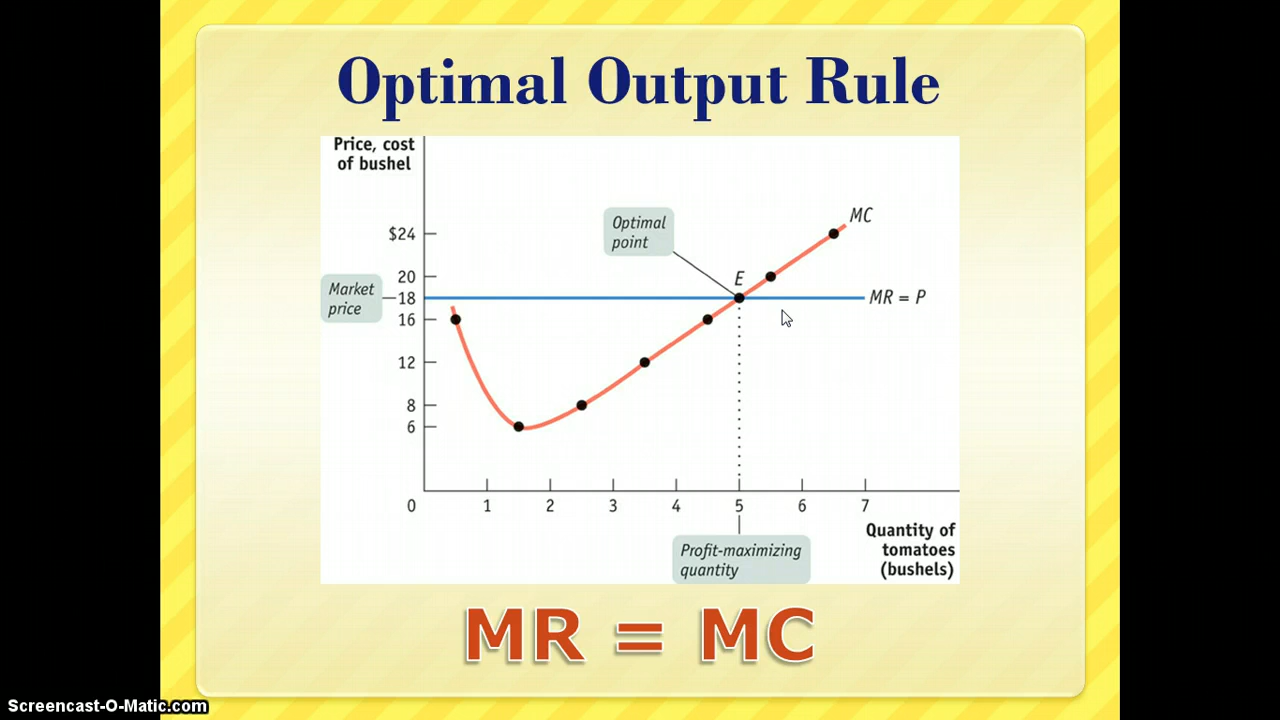 Optimal Output Rule
Price, cost
of bushel
$24
20
18
16
12
8
6
Market
price
Optimal
point
E
MC
MR = P
0 1 2 3 4 5 6 7
Quantity of
tomatoes
(bushels)
Profit-maximizing
quantity
MR = MC
Screencast-O-Matic.com